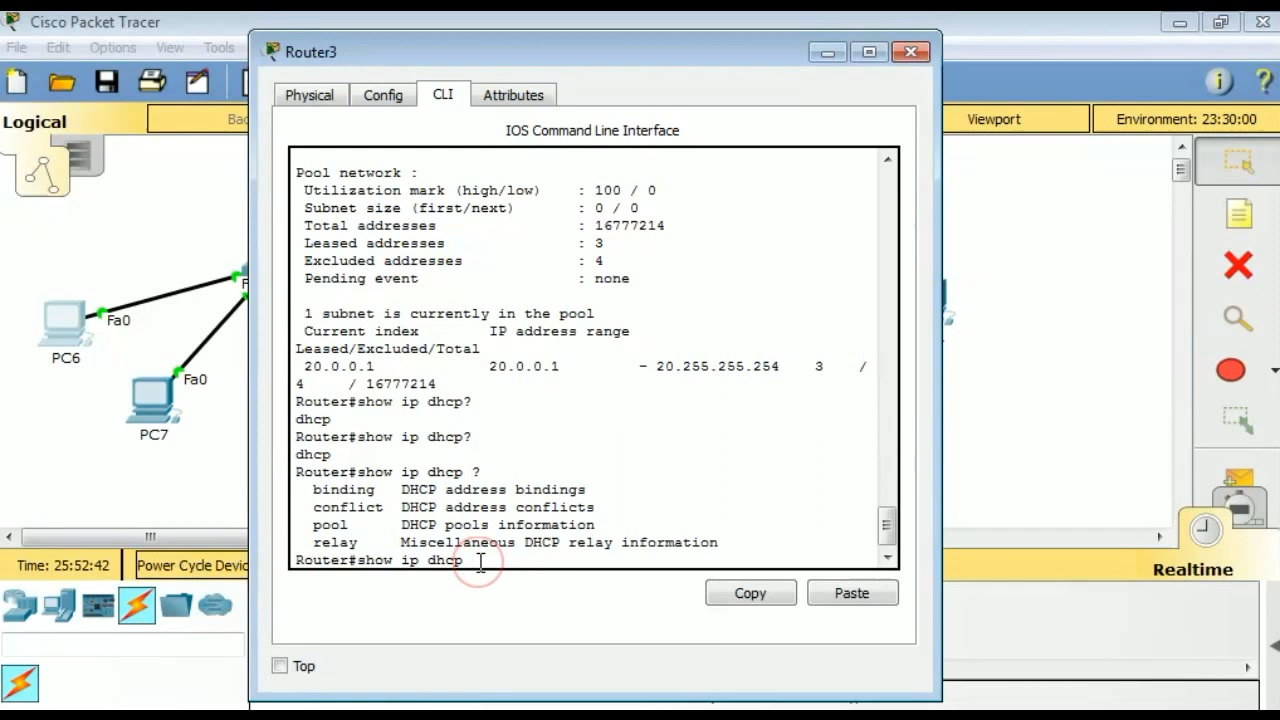 Cisco Packet Tracer
File Edit Options View Tools
Router3
Physical Config CLI Attributes
Logical
Viewport
Environment: 23:30:00
IOS Command Line Interface
Pool network :
Utilization mark (high/low) : 100 / 0
Subnet size (first/next) : 0 / 0
Total addresses : 16777214
Leased addresses : 3
Excluded addresses : 4
Pending event : none
1 subnet is currently in the pool
Current index IP address range
Leased/Excluded/Total
20.0.0.1 20.0.0.1 - 20.255.255.254 3 /
4 / 16777214
Router#show ip dhcp?
dhcp
Router#show ip dhcp?
dhcp
Router#show ip dhcp ?
binding DHCP address bindings
conflict DHCP address conflicts
pool DHCP pools information
relay Miscellaneous DHCP relay information
Router#show ip dhcp
Copy Paste
Top
Fa0
PC6
Fa0
PC7
Time: 25:52:42
Power Cycle Devic
Realtime